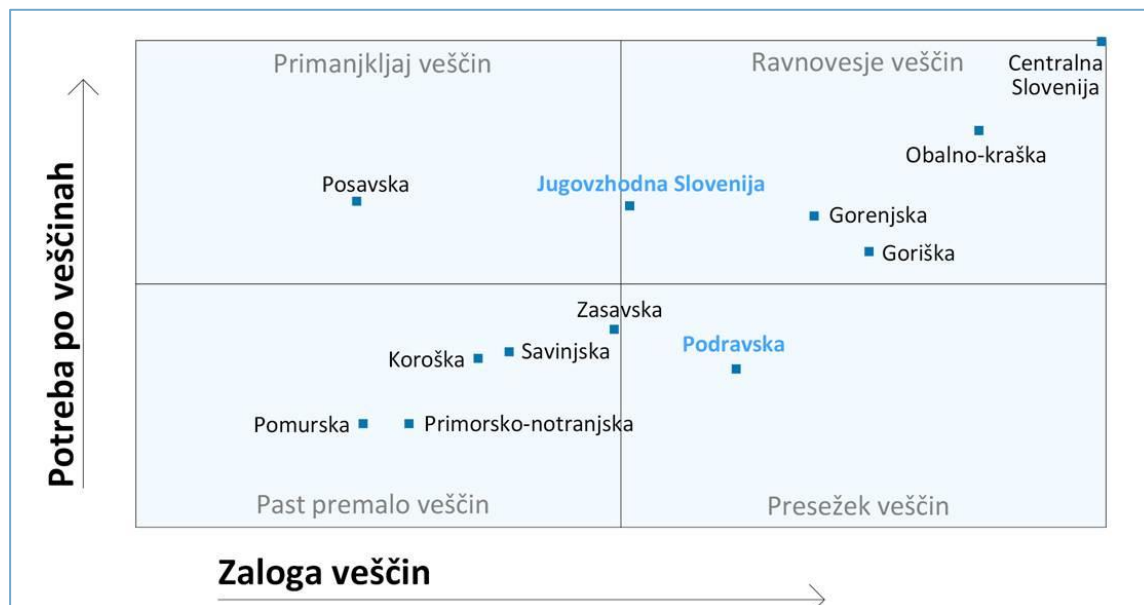 Primanjkljaj veščin
Ravnovesje veščin
Centralna
Slovenija
Obalno-kraška
Posavska
Jugovzhodna Slovenija
Gorenjska
Goriška
Zasavska
Savinjska
Koroška
Podravska
Pomurska
Primorsko-notranjska
Past premalo veščin
Presežek veščin
Potreba po veščinah
Zaloga veščin